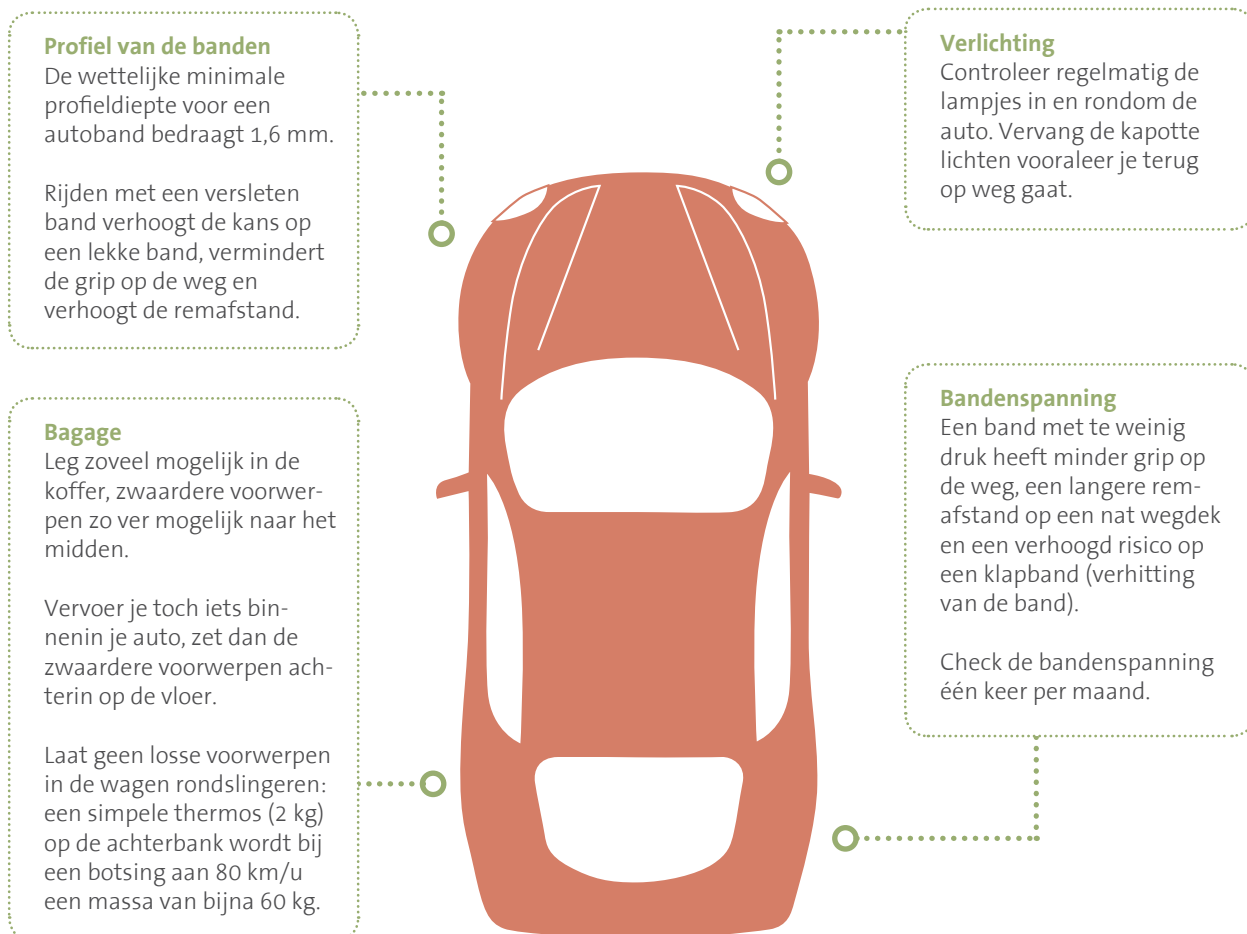 Profiel van de banden
De wettelijke minimale
profieldiepte voor een
autoband bedraagt 1,6 mm.
Rijden met een versleten
band verhoogt de kans op
een lekke band, vermindert
de grip op de weg en
verhoogt de remafstand.
Verlichting
Controleer regelmatig de
lampjes in en rondom de
auto. Vervang de kapotte
lichten vooraleer je terug
op weg gaat.
Bagage
Leg zoveel mogelijk in de
koffer, zwaardere voorwer-
pen zo ver mogelijk naar het
midden.
Vervoer je toch iets bin-
nenin je auto, zet dan de
zwaardere voorwerpen ach-
terin op de vloer.
Laat geen losse voorwerpen
in de wagen rondslingeren:
een simpele thermos (2 kg)
op de achterbank wordt bij
een botsing aan 80 km/u
een massa van bijna 60 kg.
Bandenspanning
Een band met te weinig
druk heeft minder grip op
de weg, een langere rem-
afstand op een nat wegdek
en een verhoogd risico op
een klapband (verhitting
van de band).
Check de bandenspanning
één keer per maand.